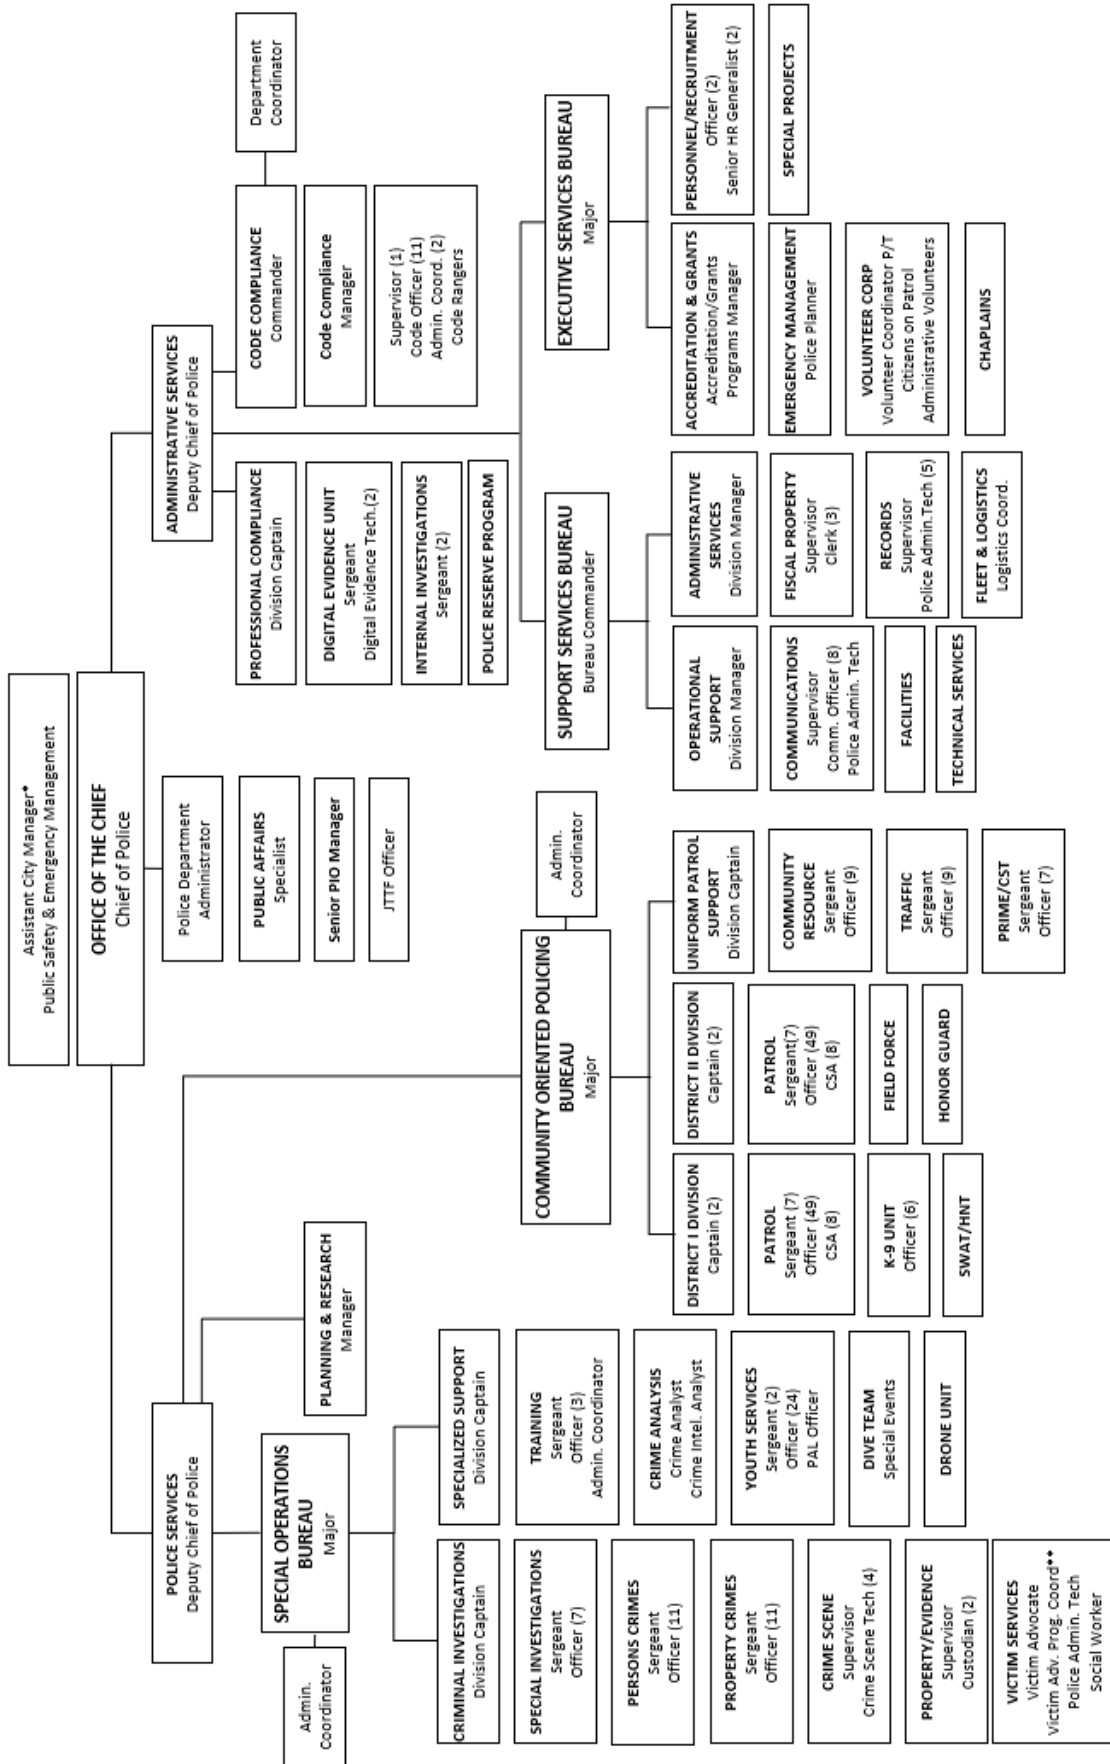 Assistant City Manager*
Public Safety & Emergency Management
OFFICE OF THE CHIEF
Chief of Police
Police Department
Administrator
PUBLIC AFFAIRS
Specialist
Senior PIO Manager
JTTF Officer
POLICE SERVICES
Deputy Chief of Police
PLANNING & RESEARCH
Manager
SPECIAL OPERATIONS
BUREAU
Major
Admin.
Coordinator
CRIMINAL INVESTIGATIONS
Division Captain
SPECIAL INVESTIGATIONS
Sergeant
Officer (7)
PERSONS CRIMES
Sergeant
Officer (11)
PROPERTY CRIMES
Sergeant
Officer (11)
CRIME SCENE
Supervisor
Crime Scene Tech (4)
PROPERTY/EVIDENCE
Supervisor
Custodian (2)
VICTIM SERVICES
Victim Advocate
Victim Adv. Prog. Coord**
Police Admin. Tech
Social Worker
SPECIALIZED SUPPORT
Division Captain
TRAINING
Sergeant
Officer (3)
Admin. Coordinator
CRIME ANALYSIS
Crime Analyst
Crime Intel. Analyst
YOUTH SERVICES
Sergeant (2)
Officer (24)
PAL Officer
DIVE TEAM
Special Events
DRONE UNIT
COMMUNITY ORIENTED POLICING
BUREAU
Major
Admin.
Coordinator
DISTRICT I DIVISION
Captain (2)
PATROL
Sergeant (7)
Officer (49)
CSA (8)
K-9 UNIT
Officer (6)
SWAT/HNT
DISTRICT II DIVISION
Captain (2)
PATROL
Sergeant(7)
Officer (49)
CSA (8)
FIELD FORCE
HONOR GUARD
UNIFORM PATROL
SUPPORT
Division Captain
COMMUNITY
RESOURCE
Sergeant
Officer (9)
TRAFFIC
Sergeant
Officer (9)
PRIME/CST
Sergeant
Officer (7)
ADMINISTRATIVE SERVICES
Deputy Chief of Police
PROFESSIONAL COMPLIANCE
Division Captain
DIGITAL EVIDENCE UNIT
Sergeant
Digital Evidence Tech.(2)
INTERNAL INVESTIGATIONS
Sergeant (2)
POLICE RESERVE PROGRAM
CODE COMPLIANCE
Commander
Department
Coordinator
Code Compliance
Manager
Supervisor (1)
Code Officer (11)
Admin. Coord. (2)
Code Rangers
SUPPORT SERVICES BUREAU
Bureau Commander
OPERATIONAL
SUPPORT
Division Manager
COMMUNICATIONS
Supervisor
Comm. Officer (8)
Police Admin. Tech
FACILITIES
TECHNICAL SERVICES
ADMINISTRATIVE
SERVICES
Division Manager
FISCAL PROPERTY
Supervisor
Clerk (3)
RECORDS
Supervisor
Police Admin.Tech (5)
FLEET & LOGISTICS
Logistics Coord.
EXECUTIVE SERVICES BUREAU
Major
ACCREDITATION & GRANTS
Accreditation/Grants
Programs Manager
EMERGENCY MANAGEMENT
Police Planner
VOLUNTEER CORP
Volunteer Coordinator P/T
Citizens on Patrol
Administrative Volunteers
CHAPLAINS
PERSONNEL/RECRUITMENT
Officer (2)
Senior HR Generalist (2)
SPECIAL PROJECTS